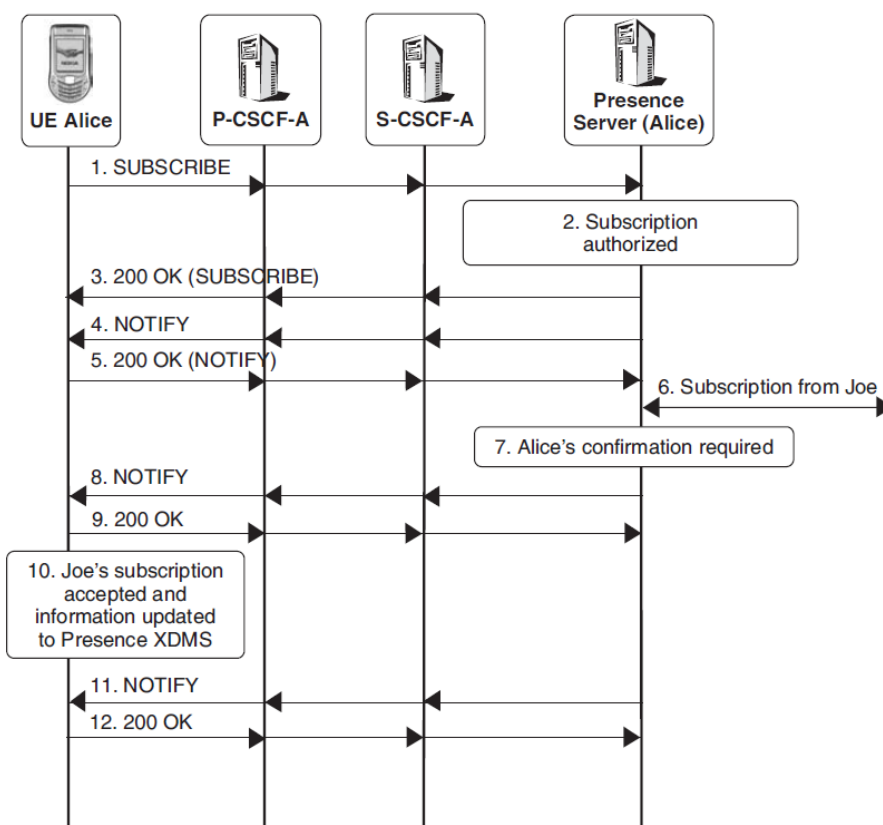 UE Alice
P-CSCF-A
S-CSCF-A
Presence
Server (Alice)
1. SUBSCRIBE
2. Subscription
authorized
3. 200 OK (SUBSCRIBE)
4. NOTIFY
5. 200 OK (NOTIFY)
6. Subscription from Joe
7. Alice's confirmation required
8. NOTIFY
9. 200 OK
10. Joe's subscription
accepted and
information updated
to Presence XDMS
11. NOTIFY
12. 200 OK